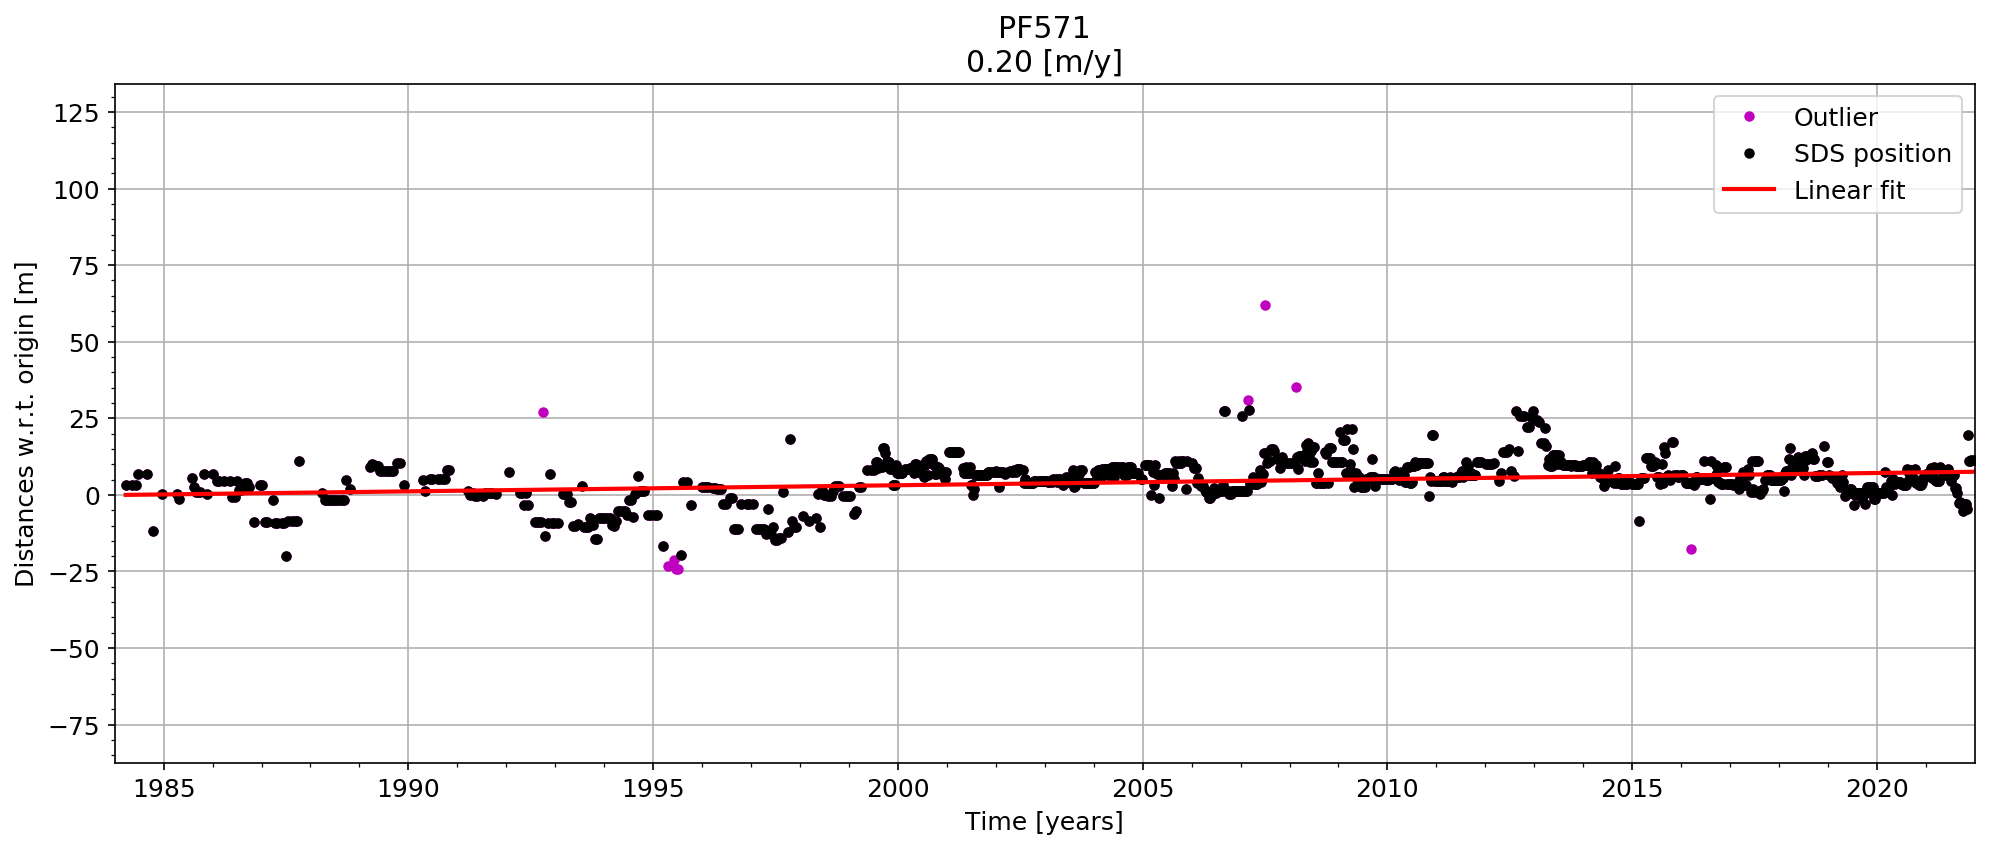 PF571
0.20 [m/y]
Distances w.r.t. origin [m]
125
100
75
50
25
0
−25
−50
−75
Outlier
SDS position
Linear fit
1985 1990 1995 2000 2005 2010 2015 2020
Time [years]